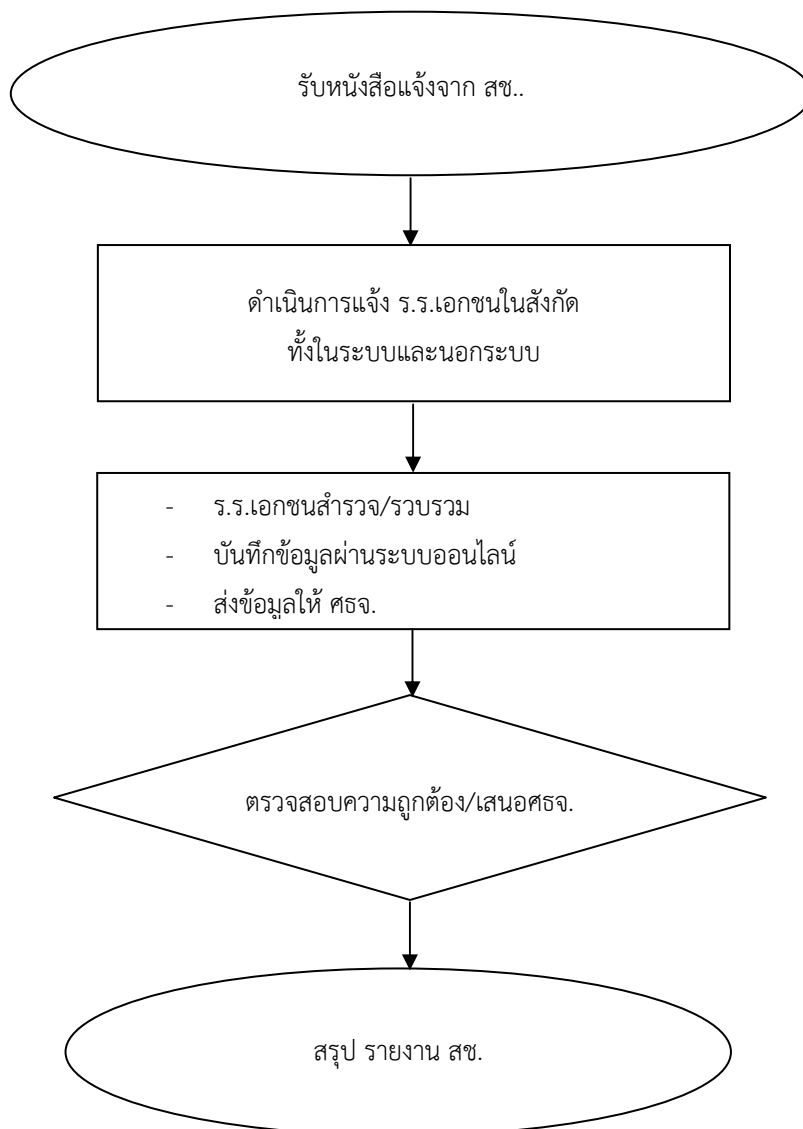 รับหนังสือแจ้งจาก สช..
ดำเนินการแจ้ง ร.ร.เอกชนในสังกัด
ทั้งในระบบและนอกระบบ
- ร.ร.เอกชนสำรวจ/รวบรวม
- บันทึกข้อมูลผ่านระบบออนไลน์
- ส่งข้อมูลให้ ศธจ.
ตรวจสอบความถูกต้อง/เสนอศธจ.
สรุป รายงาน สช.